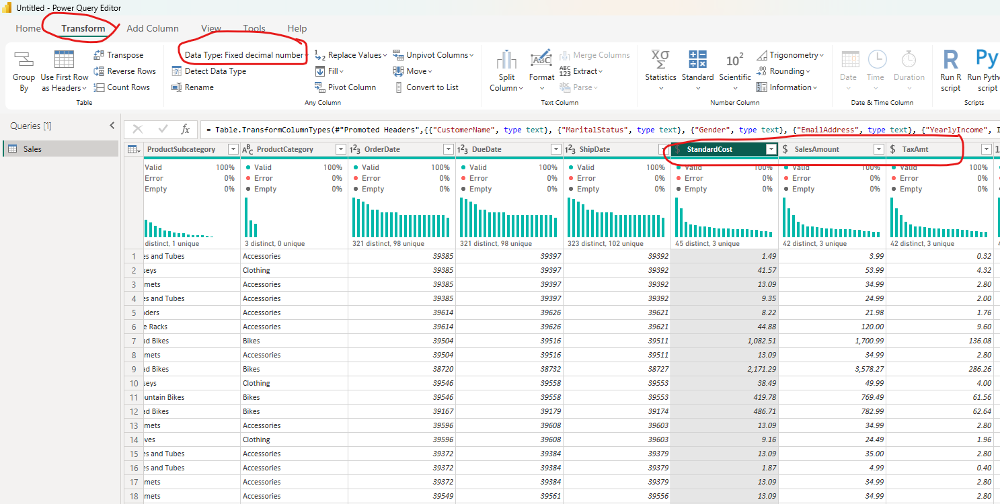 Untitled - Power Query Editor
Home Transform Add Column View Tools Help
Group By
Use First Row as Headers
Transpose
Reverse Rows
Count Rows
Table
Data Type: Fixed decimal number
Detect Data Type
Rename
Replace Values
Fill
Pivot Column
Unpivot Columns
Move
Convert to List
Any Column
Split Column
Format
ABC
Merge Columns
ABC 123 Extract
abc Parse
Text Column
XΣσ
Statistics
Standard
10²
Scientific
Trigonometry
.00 Rounding
Information
Number Column
Date
Time
Duration
Date & Time Column
R
Run R script
Py
script
Scripts
Queries [1]
Sales
fx
= Table.TransformColumnTypes(#"Promoted Headers",{{"CustomerName", type text}, {"MaritalStatus", type text}, {"Gender", type text}, {"EmailAddress", type text}, {"YearlyIncome", I
ProductSubcategory ABC ProductCategory 123 OrderDate 123 DueDate 123 ShipDate $ StandardCost $ SalesAmount $ TaxAmt
Valid 100% Valid 100% Valid 100% Valid 100% Valid 100% Valid 100% Valid 100% Valid 100%
Error 0% Error 0% Error 0% Error 0% Error 0% Error 0% Error 0% Error 0%
Empty 0% Empty 0% Empty 0% Empty 0% Empty 0% Empty 0% Empty 0% Empty 0%
distinct, 1 unique 3 distinct, 0 unique 321 distinct, 98 unique 321 distinct, 98 unique 323 distinct, 102 unique 45 distinct, 3 unique 42 distinct, 3 unique 42 distinct, 3 unique
1 es and Tubes Accessories 39385 39397 39392 1.49 3.99 0.32
2 seys Clothing 39385 39397 39392 41.57 53.99 4.32
3 mets Accessories 39385 39397 39392 13.09 34.99 2.80
4 es and Tubes Accessories 39385 39397 39392 9.35 24.99 2.00
5 nders Accessories 39614 39626 39621 8.22 21.98 1.76
6 e Racks Accessories 39614 39626 39621 44.88 120.00 9.60
7 ad Bikes Bikes 39504 39516 39511 1,082.51 1,700.99 136.08
8 mets Accessories 39504 39516 39511 13.09 34.99 2.80
9 ad Bikes Bikes 38720 38732 38727 2,171.29 3,578.27 286.26
10 seys Clothing 39546 39558 39553 38.49 49.99 4.00
11 untain Bikes Bikes 39546 39558 39553 419.78 769.49 61.56
12 ad Bikes Bikes 39167 39179 39174 486.71 782.99 62.64
13 mets Accessories 39596 39608 39603 13.09 34.99 2.80
14 ves Clothing 39596 39608 39603 9.16 24.49 1.96
15 es and Tubes Accessories 39372 39384 39379 13.09 35.00 2.80
16 es and Tubes Accessories 39372 39384 39379 1.87 4.99 0.40
17 mets Accessories 39372 39384 39379 13.09 34.99 2.80
18 mets Accessories 39549 39561 39556 13.09 34.99 2.80